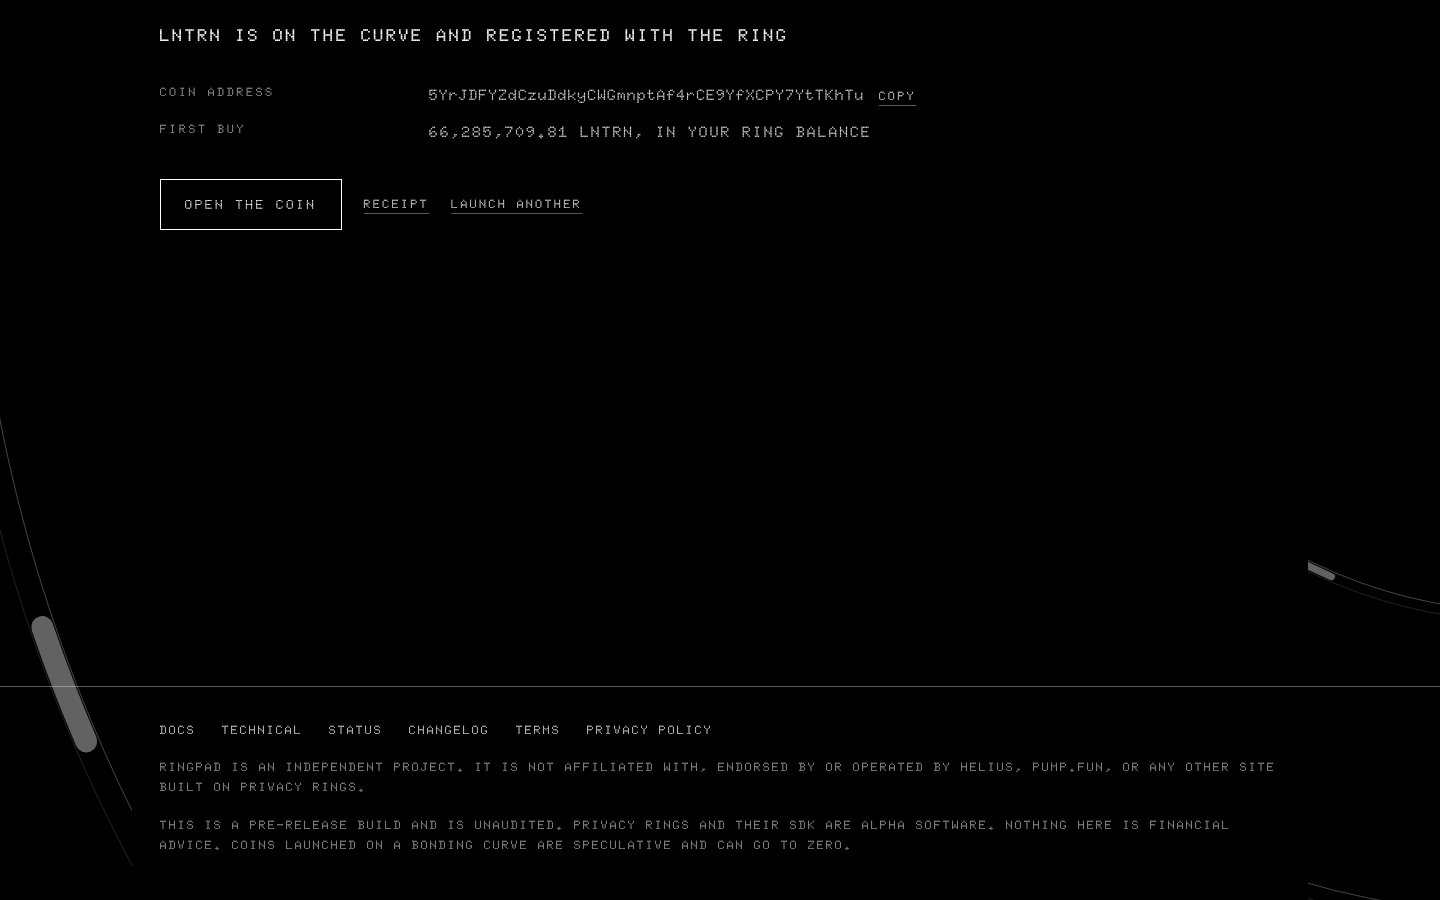 LNTRN IS ON THE CURVE AND REGISTERED WITH THE RING
COIN ADDRESS
5YrJDFYZdCzuDdkyCWGmnptAf4rCE9YfXCPY7YtTKhTu COPY
FIRST BUY
66,285,709.81 LNTRN, IN YOUR RING BALANCE
OPEN THE COIN RECEIPT LAUNCH ANOTHER
DOCS TECHNICAL STATUS CHANGELOG TERMS PRIVACY POLICY
RINGPAD IS AN INDEPENDENT PROJECT. IT IS NOT AFFILIATED WITH, ENDORSED BY OR OPERATED BY HELIUS, PUMP.FUN, OR ANY OTHER SITE
BUILT ON PRIVACY RINGS.
THIS IS A PRE-RELEASE BUILD AND IS UNAUDITED. PRIVACY RINGS AND THEIR SDK ARE ALPHA SOFTWARE. NOTHING HERE IS FINANCIAL
ADVICE. COINS LAUNCHED ON A BONDING CURVE ARE SPECULATIVE AND CAN GO TO ZERO.